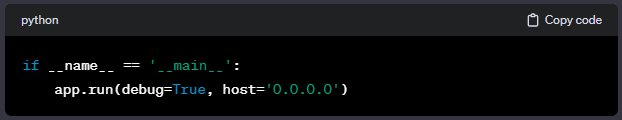 python
Copy code
if __name__ == '__main__':
    app.run(debug=True, host='0.0.0.0')